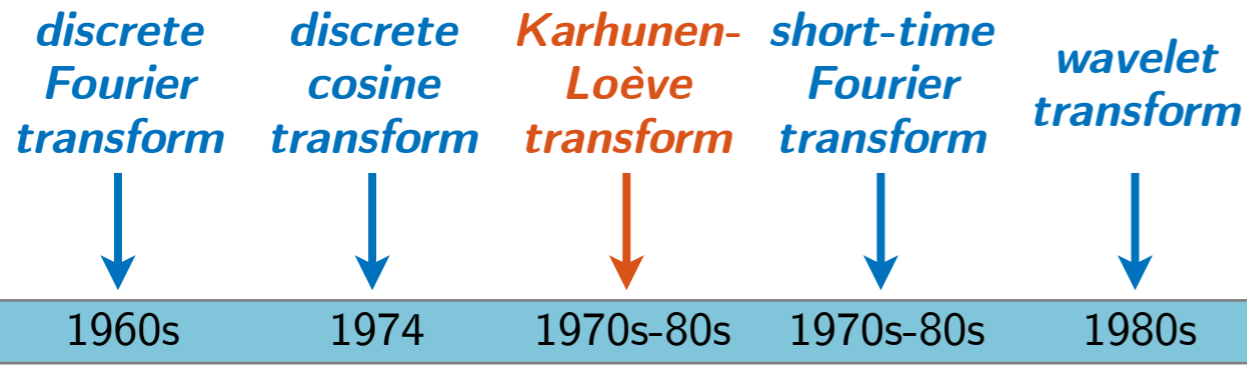 discrete
Fourier
transform
discrete
cosine
transform
Karhunen-
Loève
transform
short-time
Fourier
transform
wavelet
transform
1960s
1974
1970s-80s
1970s-80s
1980s